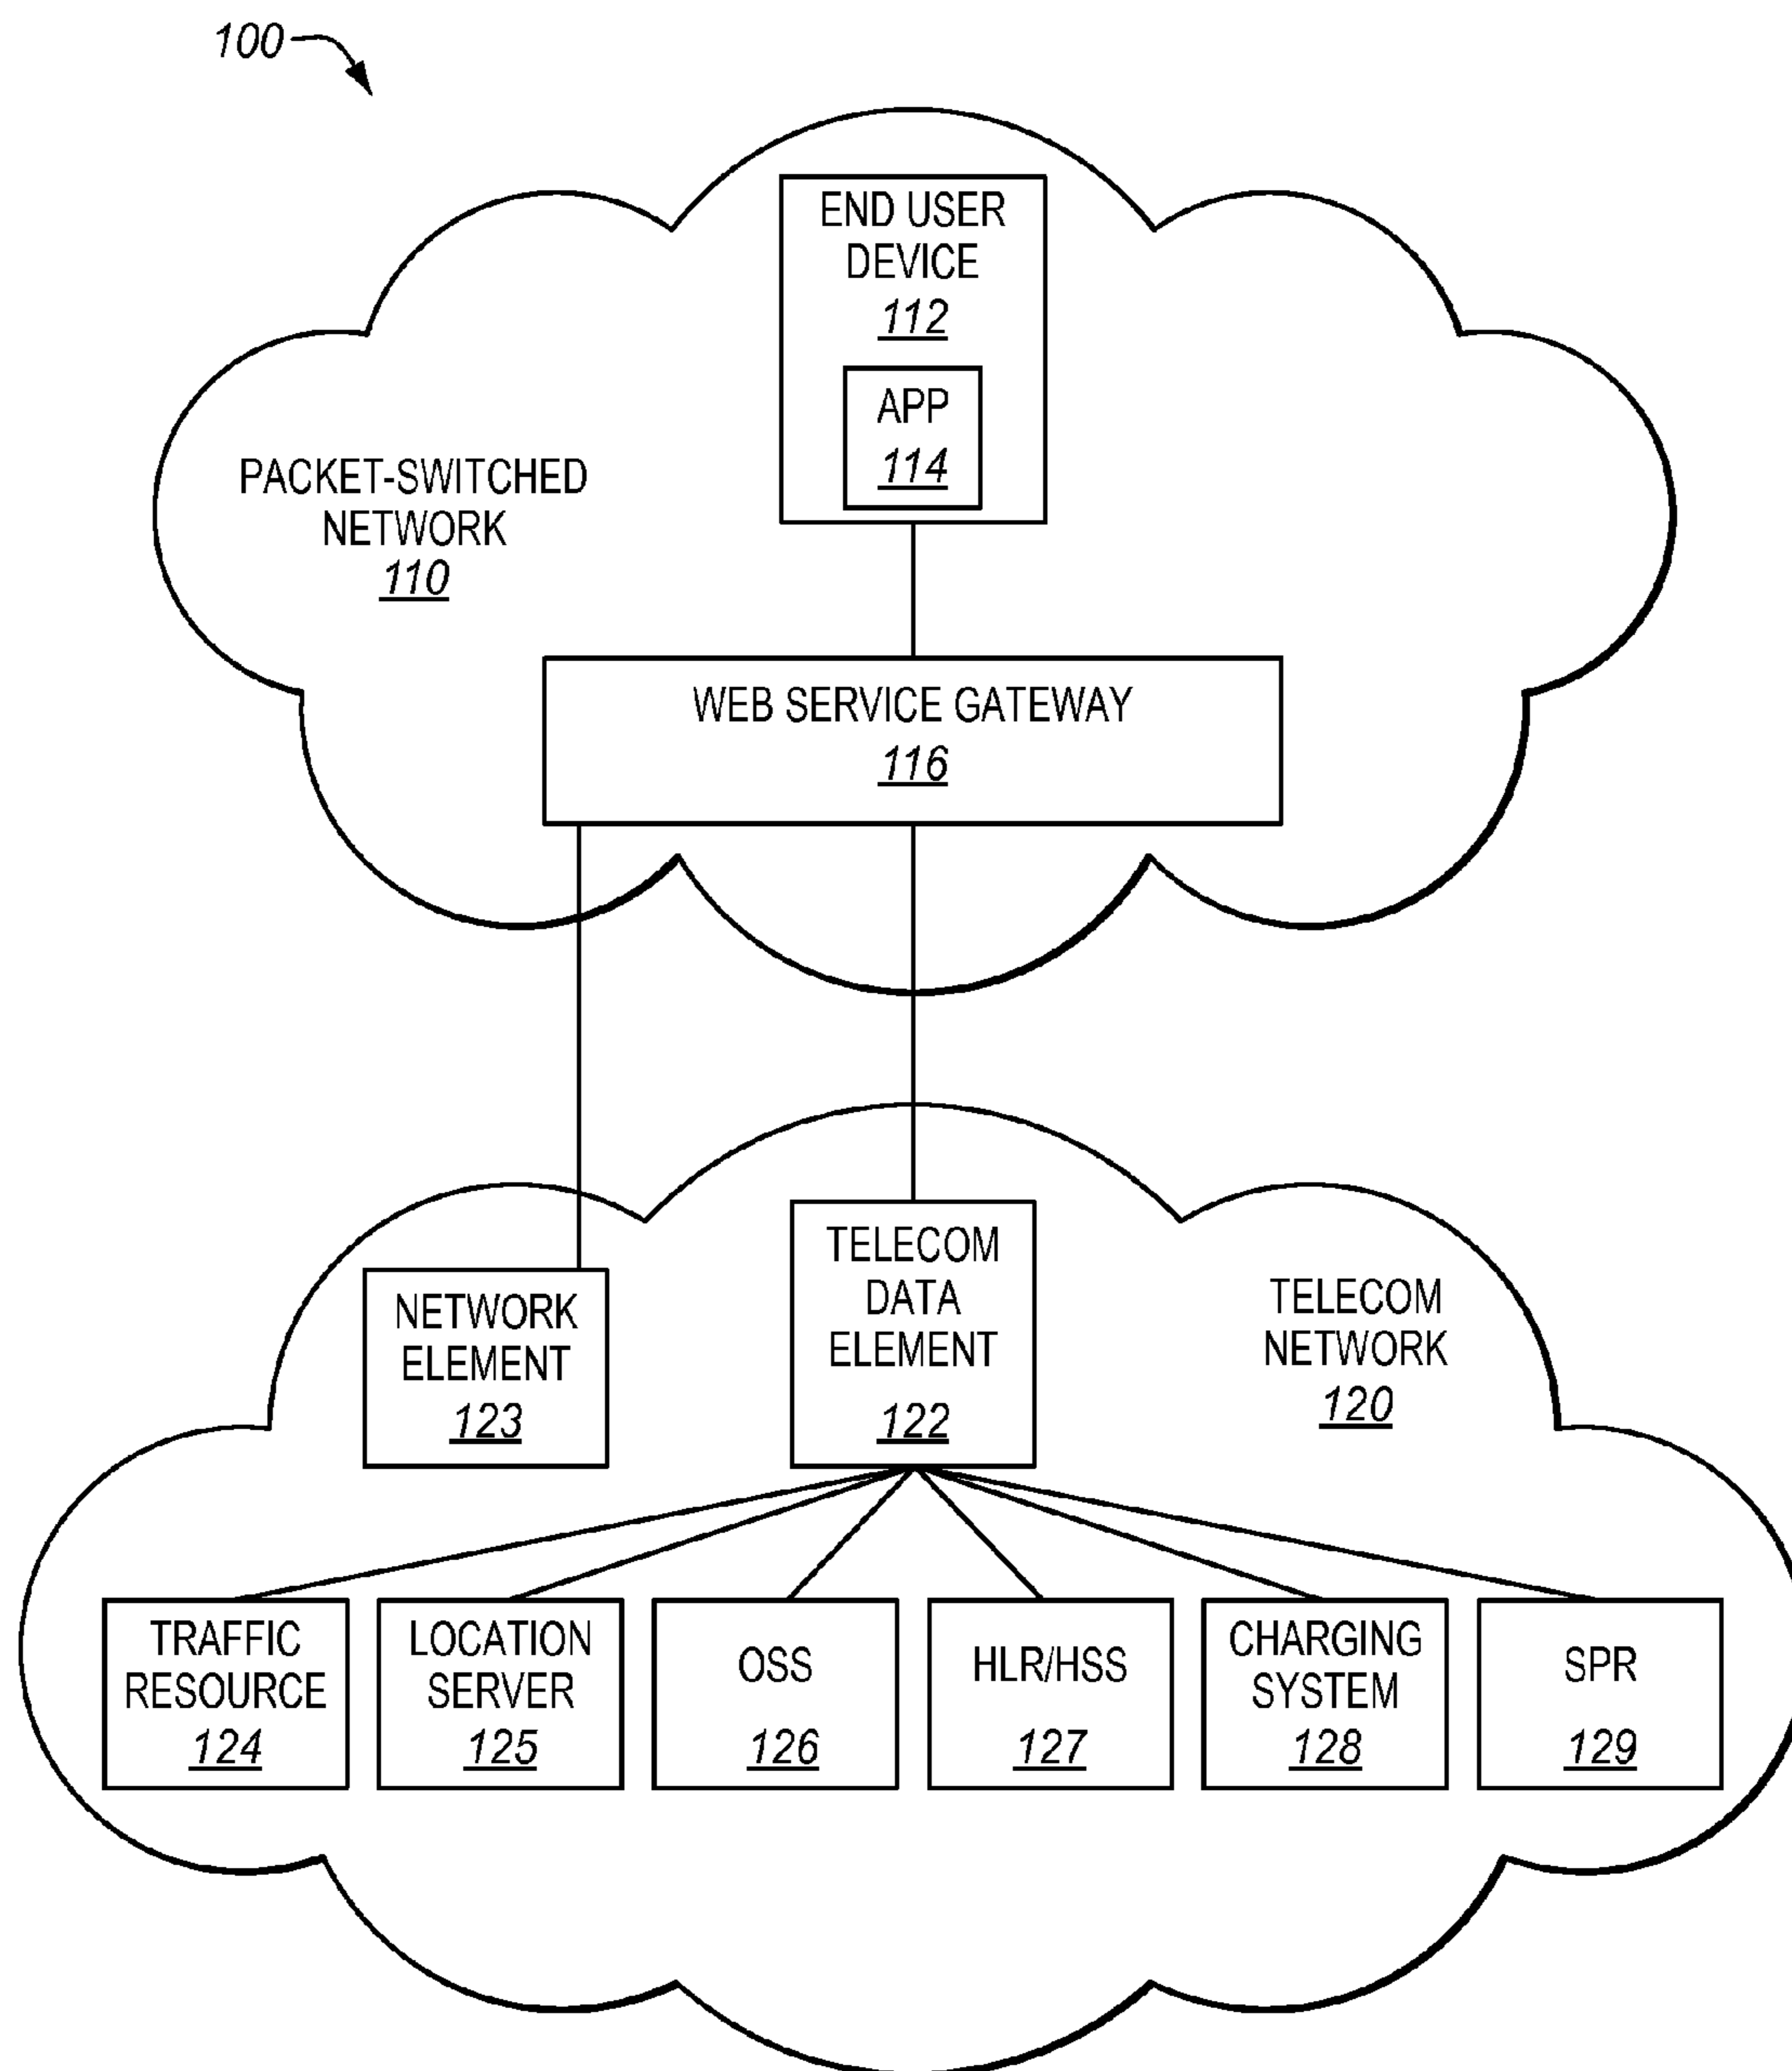 100
END USER
DEVICE
112
APP
114
PACKET-SWITCHED
NETWORK
110
WEB SERVICE GATEWAY
116
TELECOM
DATA
ELEMENT
122
NETWORK
ELEMENT
123
TELECOM
NETWORK
120
TRAFFIC
RESOURCE
124
LOCATION
SERVER
125
OSS
126
HLR/HSS
127
CHARGING
SYSTEM
128
SPR
129